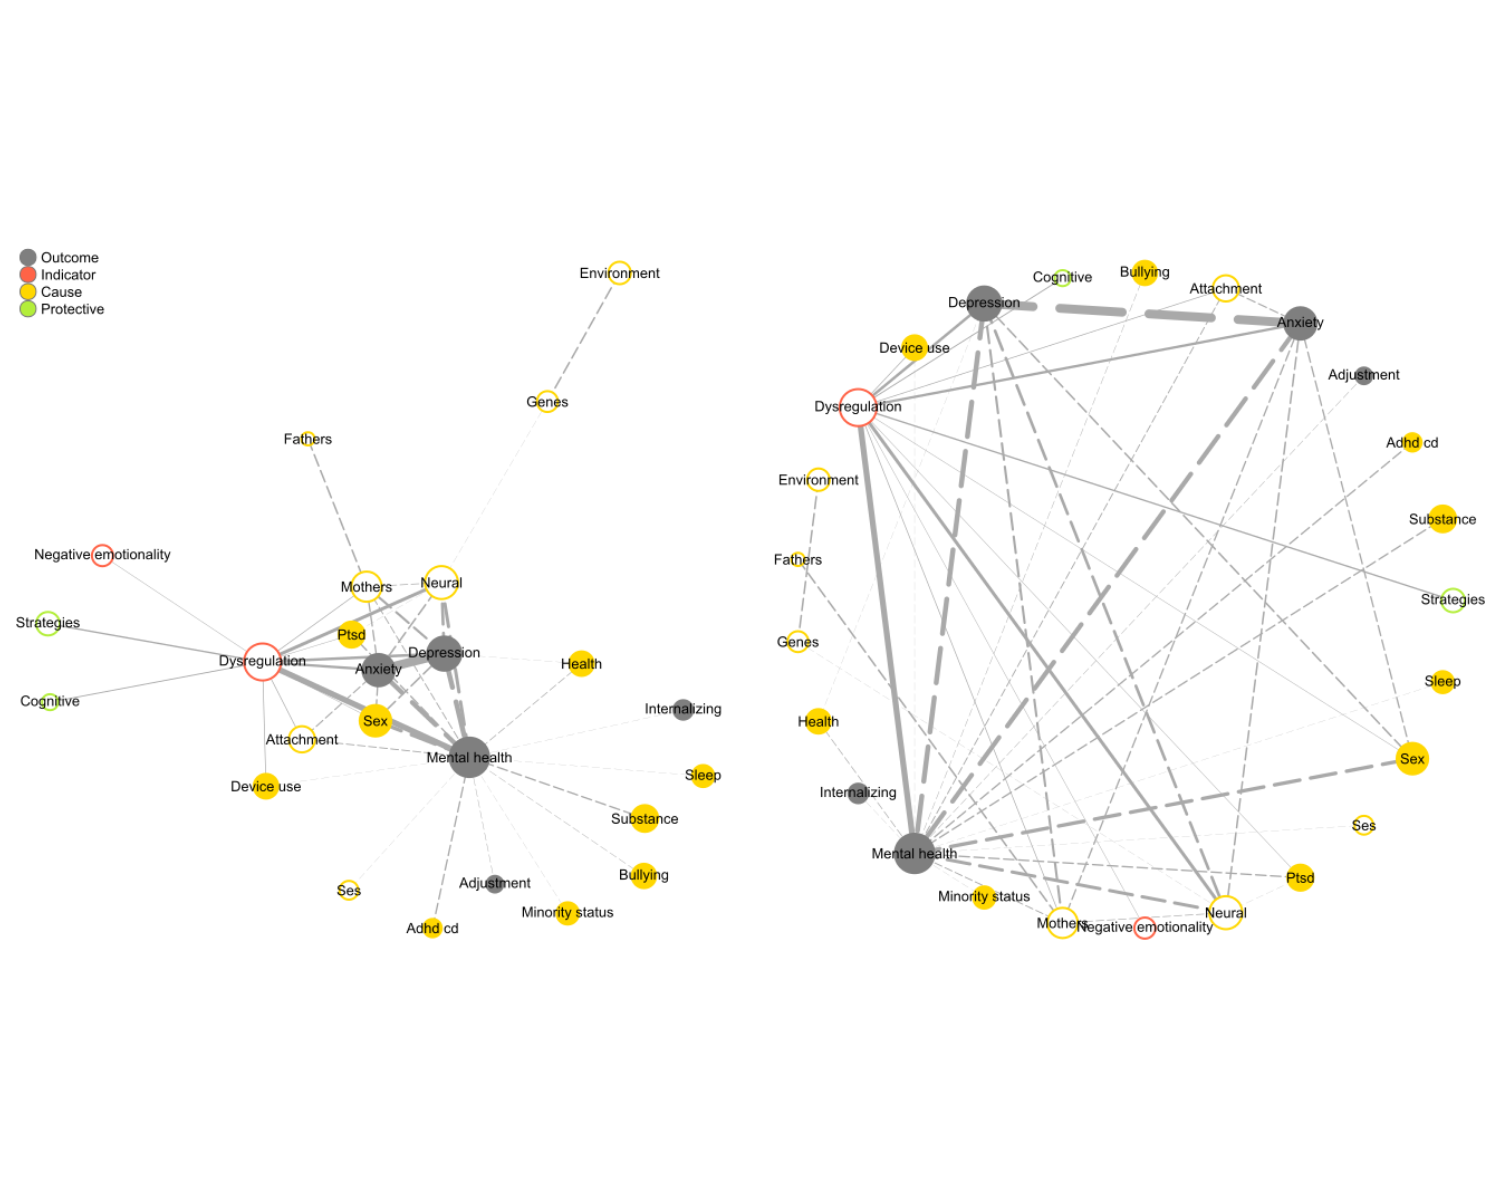 Outcome
Indicator
Cause
Protective
Environment
Genes
Fathers
Negative emotionality
Mothers
Neural
Strategies
Ptsd
Dysregulation
Anxiety
Depression
Health
Cognitive
Internalizing
Sex
Attachment
Mental health
Device use
Sleep
Substance
Bullying
Ses
Adjustment
Minority status
Adhd cd
Bullying
Cognitive
Attachment
Depression
Anxiety
Device use
Adjustment
Dysregulation
Adhd cd
Environment
Substance
Fathers
Strategies
Genes
Sleep
Health
Sex
Internalizing
Ses
Mental health
Ptsd
Minority status
Neural
Mothers
Negative emotionality